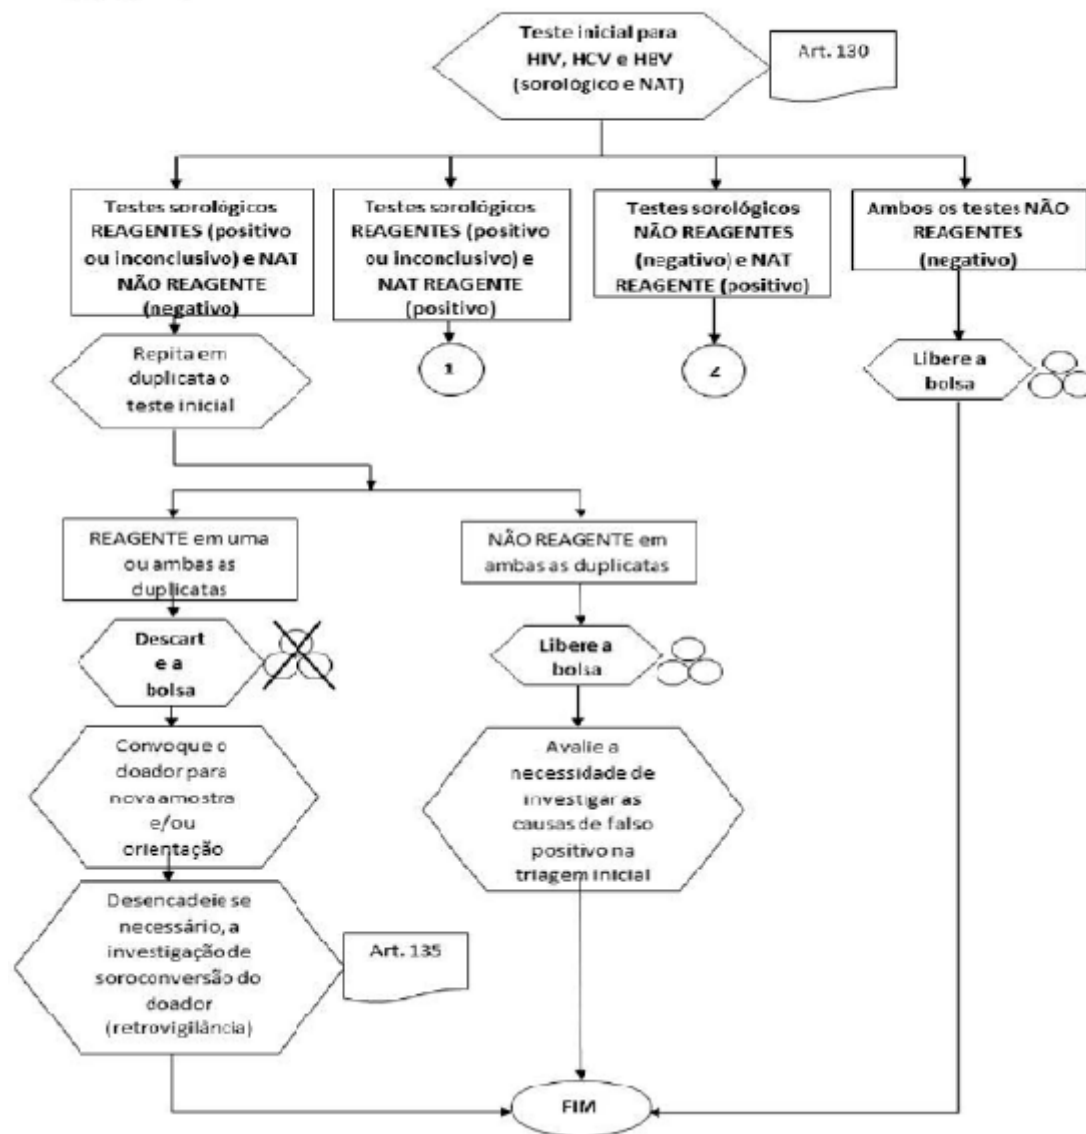 Teste inicial para
HIV, HCV e HBV
(sorológico e NAT)
Art. 130
Testes sorológicos
REAGENTES (positivo
ou inconclusivo) e NAT
NÃO REAGENTE
(negativo)
Testes sorológicos
REAGENTES (positivo
ou inconclusivo) e
NAT REAGENTE
(positivo)
Testes sorológicos
NÃO REAGENTES
(negativo) e NAT
REAGENTE (positivo)
Ambos os testes NÃO
REAGENTES
(negativo)
Repita em
duplicata o
teste inicial
1
2
Libere a
bolsa
REAGENTE em uma
ou ambas as
duplicatas
NÃO REAGENTE em
ambas as duplicatas
Descart
e a
bolsa
Libere a
bolsa
Convoque o
doador para
nova amostra
e/ou
orientação
Avalie a
necessidade de
investigar as
causas de falso
positivo na
triagem inicial
Desencadeie se
necessário, a
investigação de
soroconversão do
doador
(retrovigilância)
Art. 135
FIM